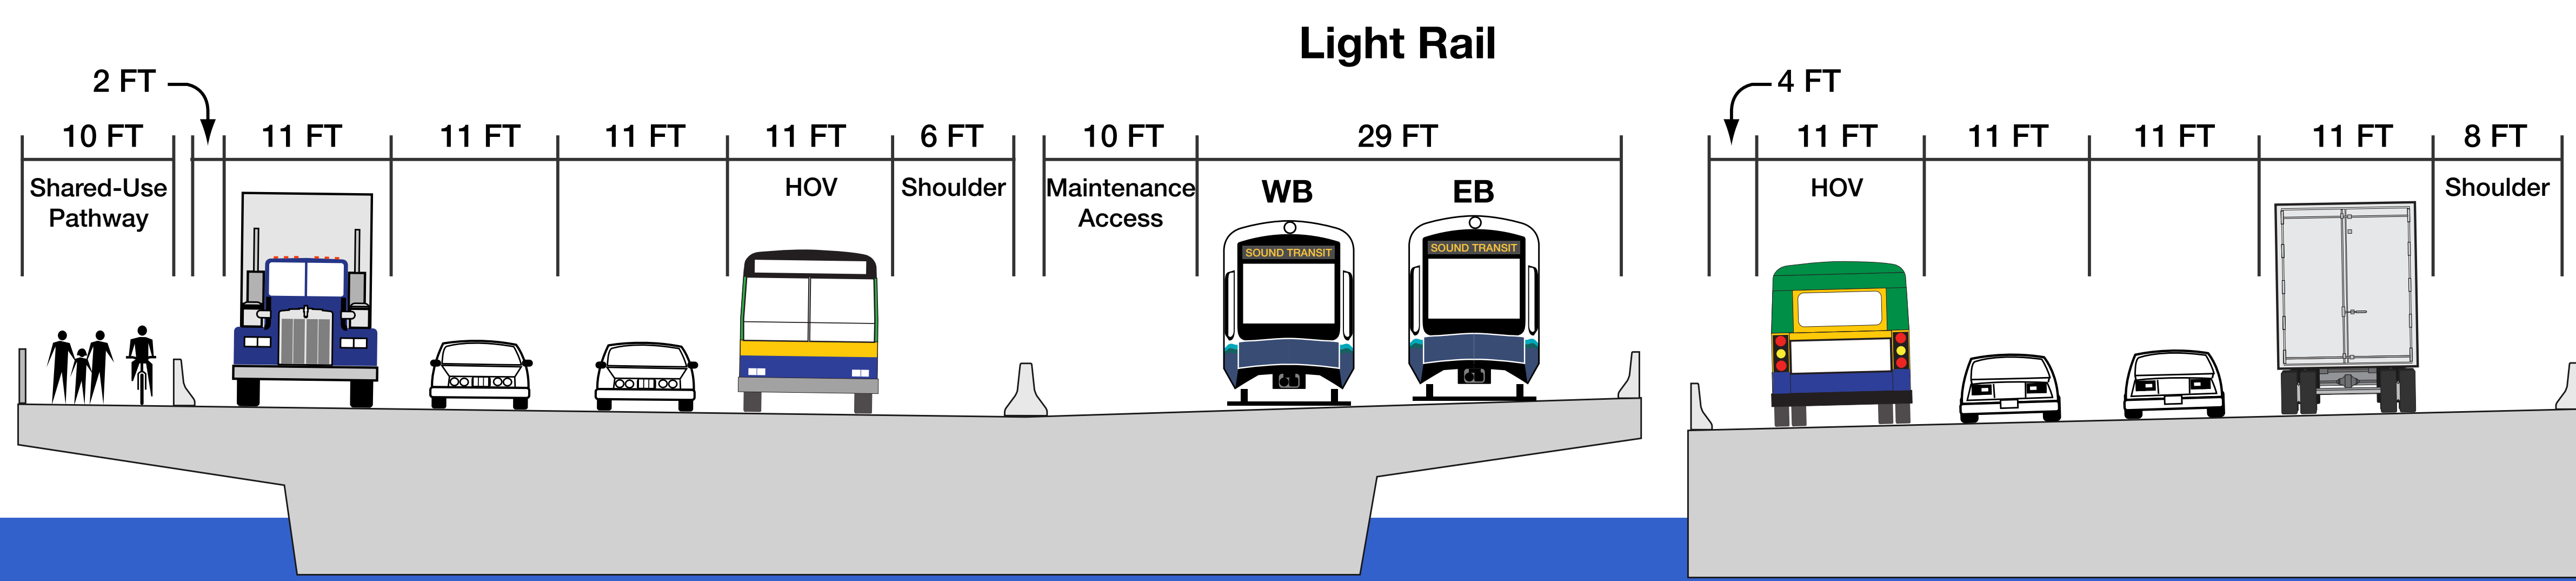 Light Rail
2 FT
4 FT
10 FT
11 FT
11 FT
11 FT
11 FT
6 FT
10 FT
29 FT
11 FT
11 FT
11 FT
11 FT
8 FT
Shared-Use
Pathway
HOV
Shoulder
Maintenance
Access
WB
EB
HOV
Shoulder
SOUND TRANSIT
SOUND TRANSIT